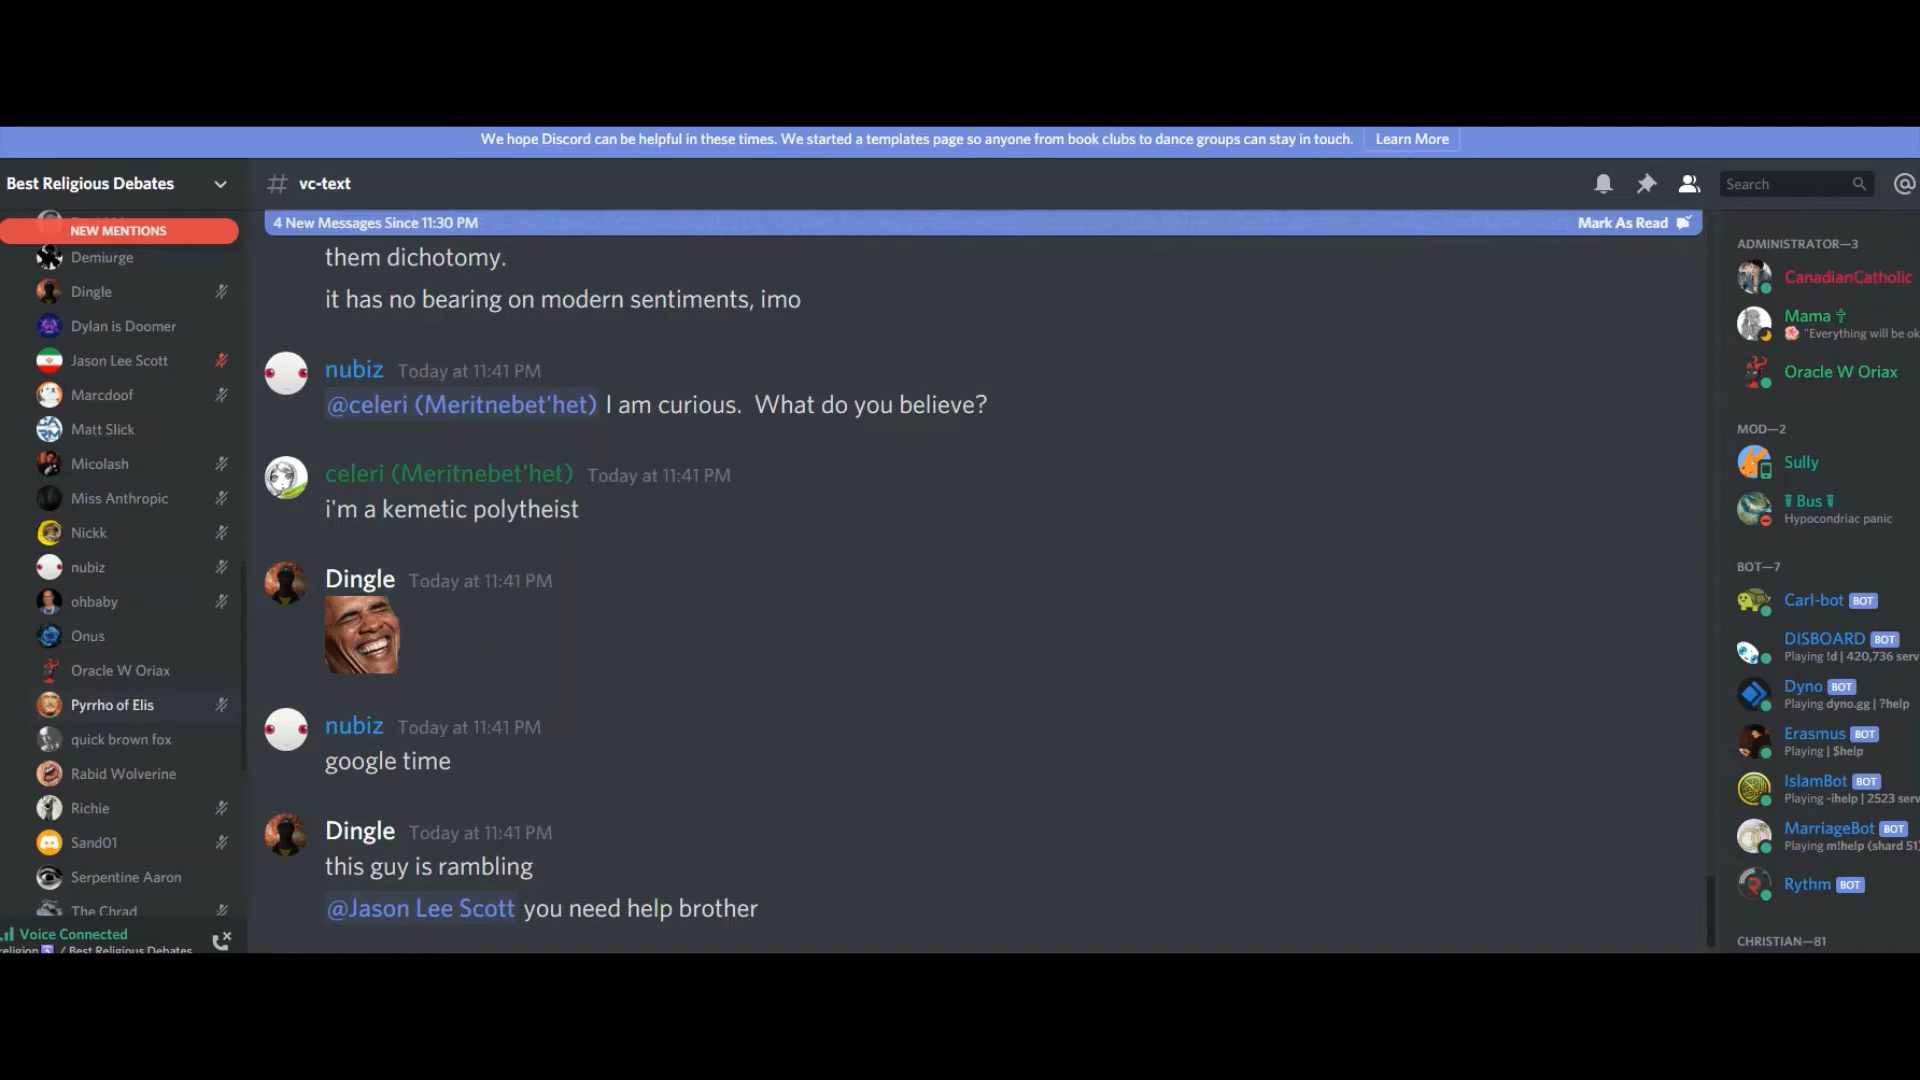 We hope Discord can be helpful in these times. We started a templates page so anyone from book clubs to dance groups can stay in touch. Learn More
Best Religious Debates
NEW MENTIONS
Demiurge
Dingle
Dylan is Doomer
Jason Lee Scott
Marcdoof
Matt Slick
Micolash
Miss Anthropic
Nickk
nubiz
ohbaby
Onus
Oracle W Oriax
Pyrrho of Elis
quick brown fox
Rabid Wolverine
Richie
Sand01
Serpentine Aaron
The Chrad
Voice Connected
religion / Best Religious Debates
# vc-text
Search
4 New Messages Since 11:30 PM
Mark As Read
them dichotomy.
it has no bearing on modern sentiments, imo
nubiz Today at 11:41 PM
@celeri (Meritnebet'het) I am curious. What do you believe?
celeri (Meritnebet'het) Today at 11:41 PM
i'm a kemetic polytheist
Dingle Today at 11:41 PM
nubiz Today at 11:41 PM
google time
Dingle Today at 11:41 PM
this guy is rambling
@Jason Lee Scott you need help brother
ADMINISTRATOR—3
CanadianCatholic
Mama ✝
"Everything will be ok
Oracle W Oriax
MOD—2
Sully
Bus
Hypocondriac panic
BOT—7
Carl-bot BOT
DISBOARD BOT
Playing !d | 420,736 serv
Dyno BOT
Playing dyno.gg | ?help
Erasmus BOT
Playing | $help
IslamBot BOT
Playing -ihelp | 2523 serv
MarriageBot BOT
Playing m!help (shard 51)
Rythm BOT
CHRISTIAN—81